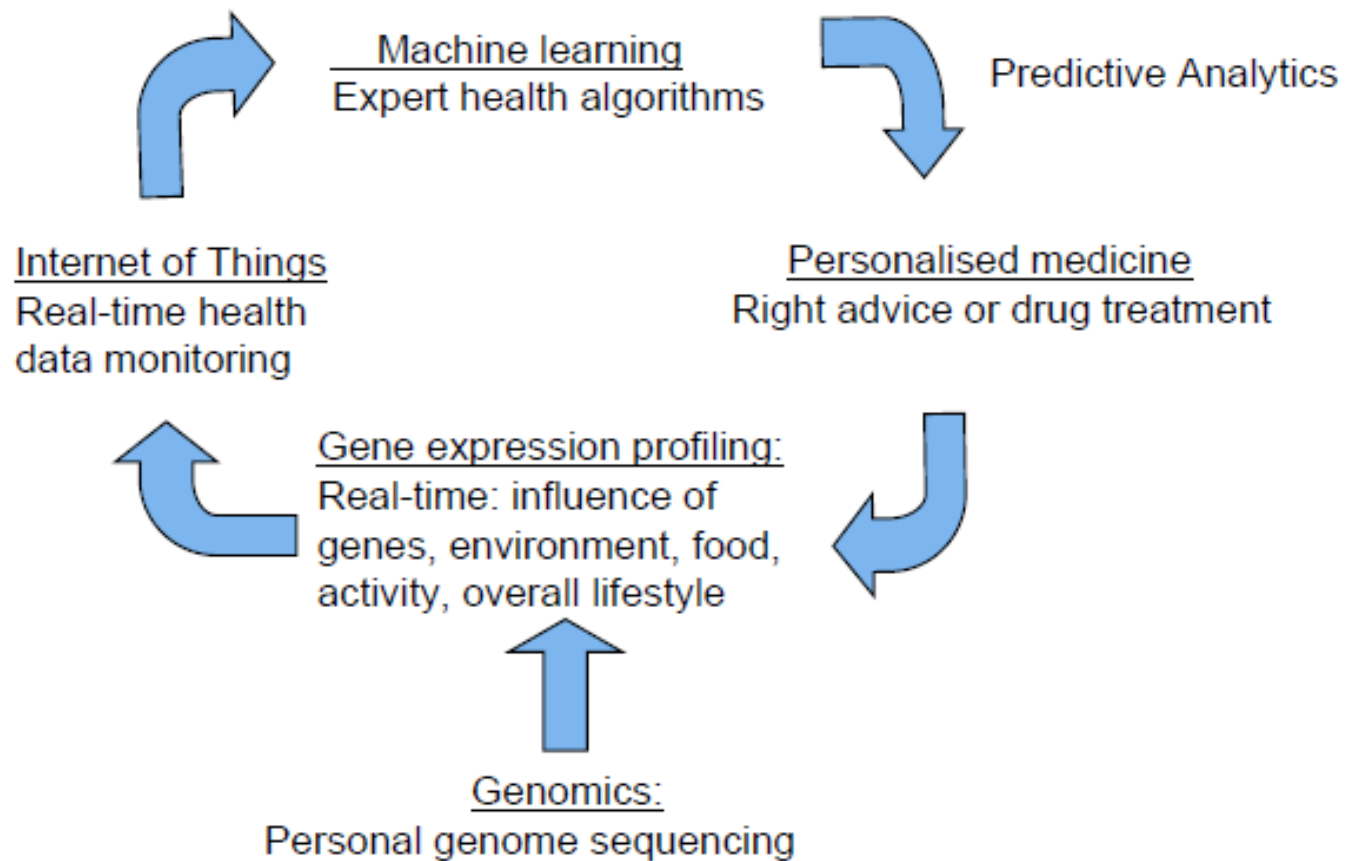 Machine learning
Expert health algorithms
Predictive Analytics
Internet of Things
Real-time health
data monitoring
Personalised medicine
Right advice or drug treatment
Gene expression profiling:
Real-time: influence of
genes, environment, food,
activity, overall lifestyle
Genomics:
Personal genome sequencing